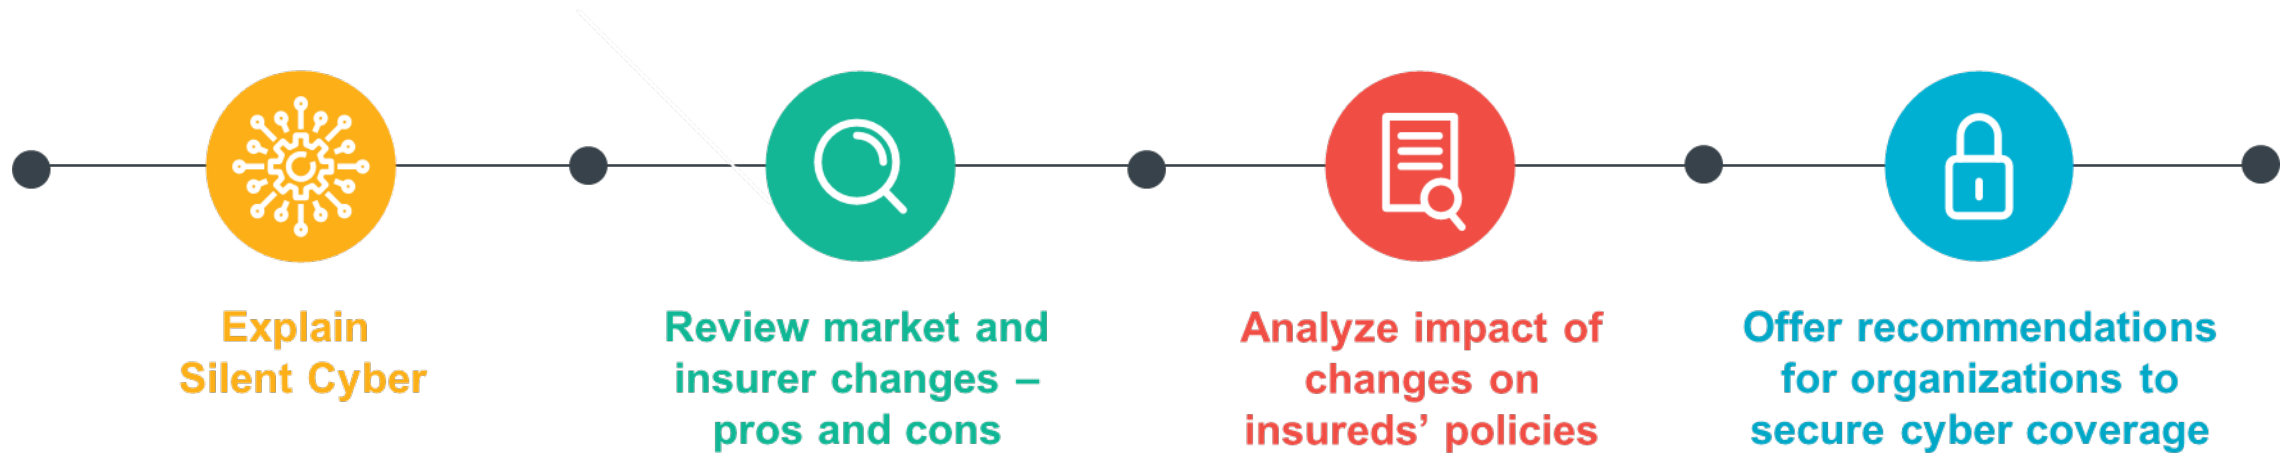 Explain
Silent Cyber
Review market and
insurer changes –
pros and cons
Analyze impact of
changes on
insureds’ policies
Offer recommendations
for organizations to
secure cyber coverage